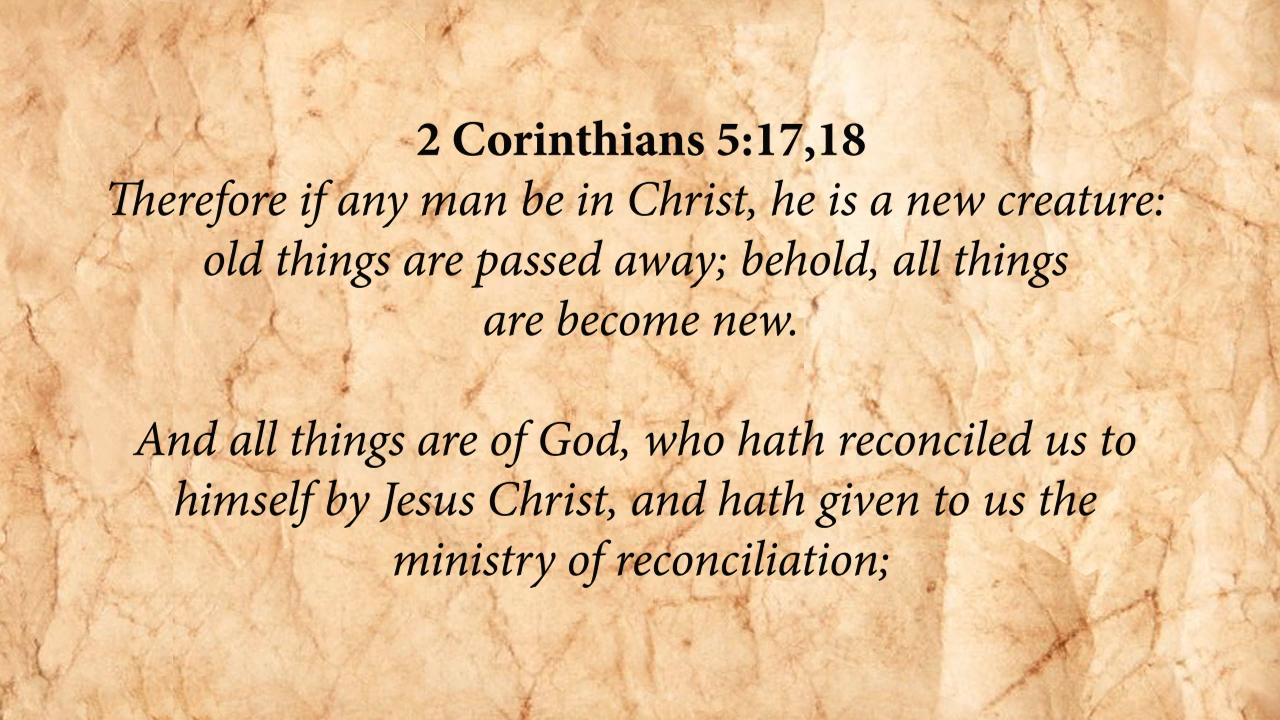 2 Corinthians 5:17,18
Therefore if any man be in Christ, he is a new creature:
old things are passed away; behold, all things
are become new.
And all things are of God, who hath reconciled us to
himself by Jesus Christ, and hath given to us the
ministry of reconciliation;